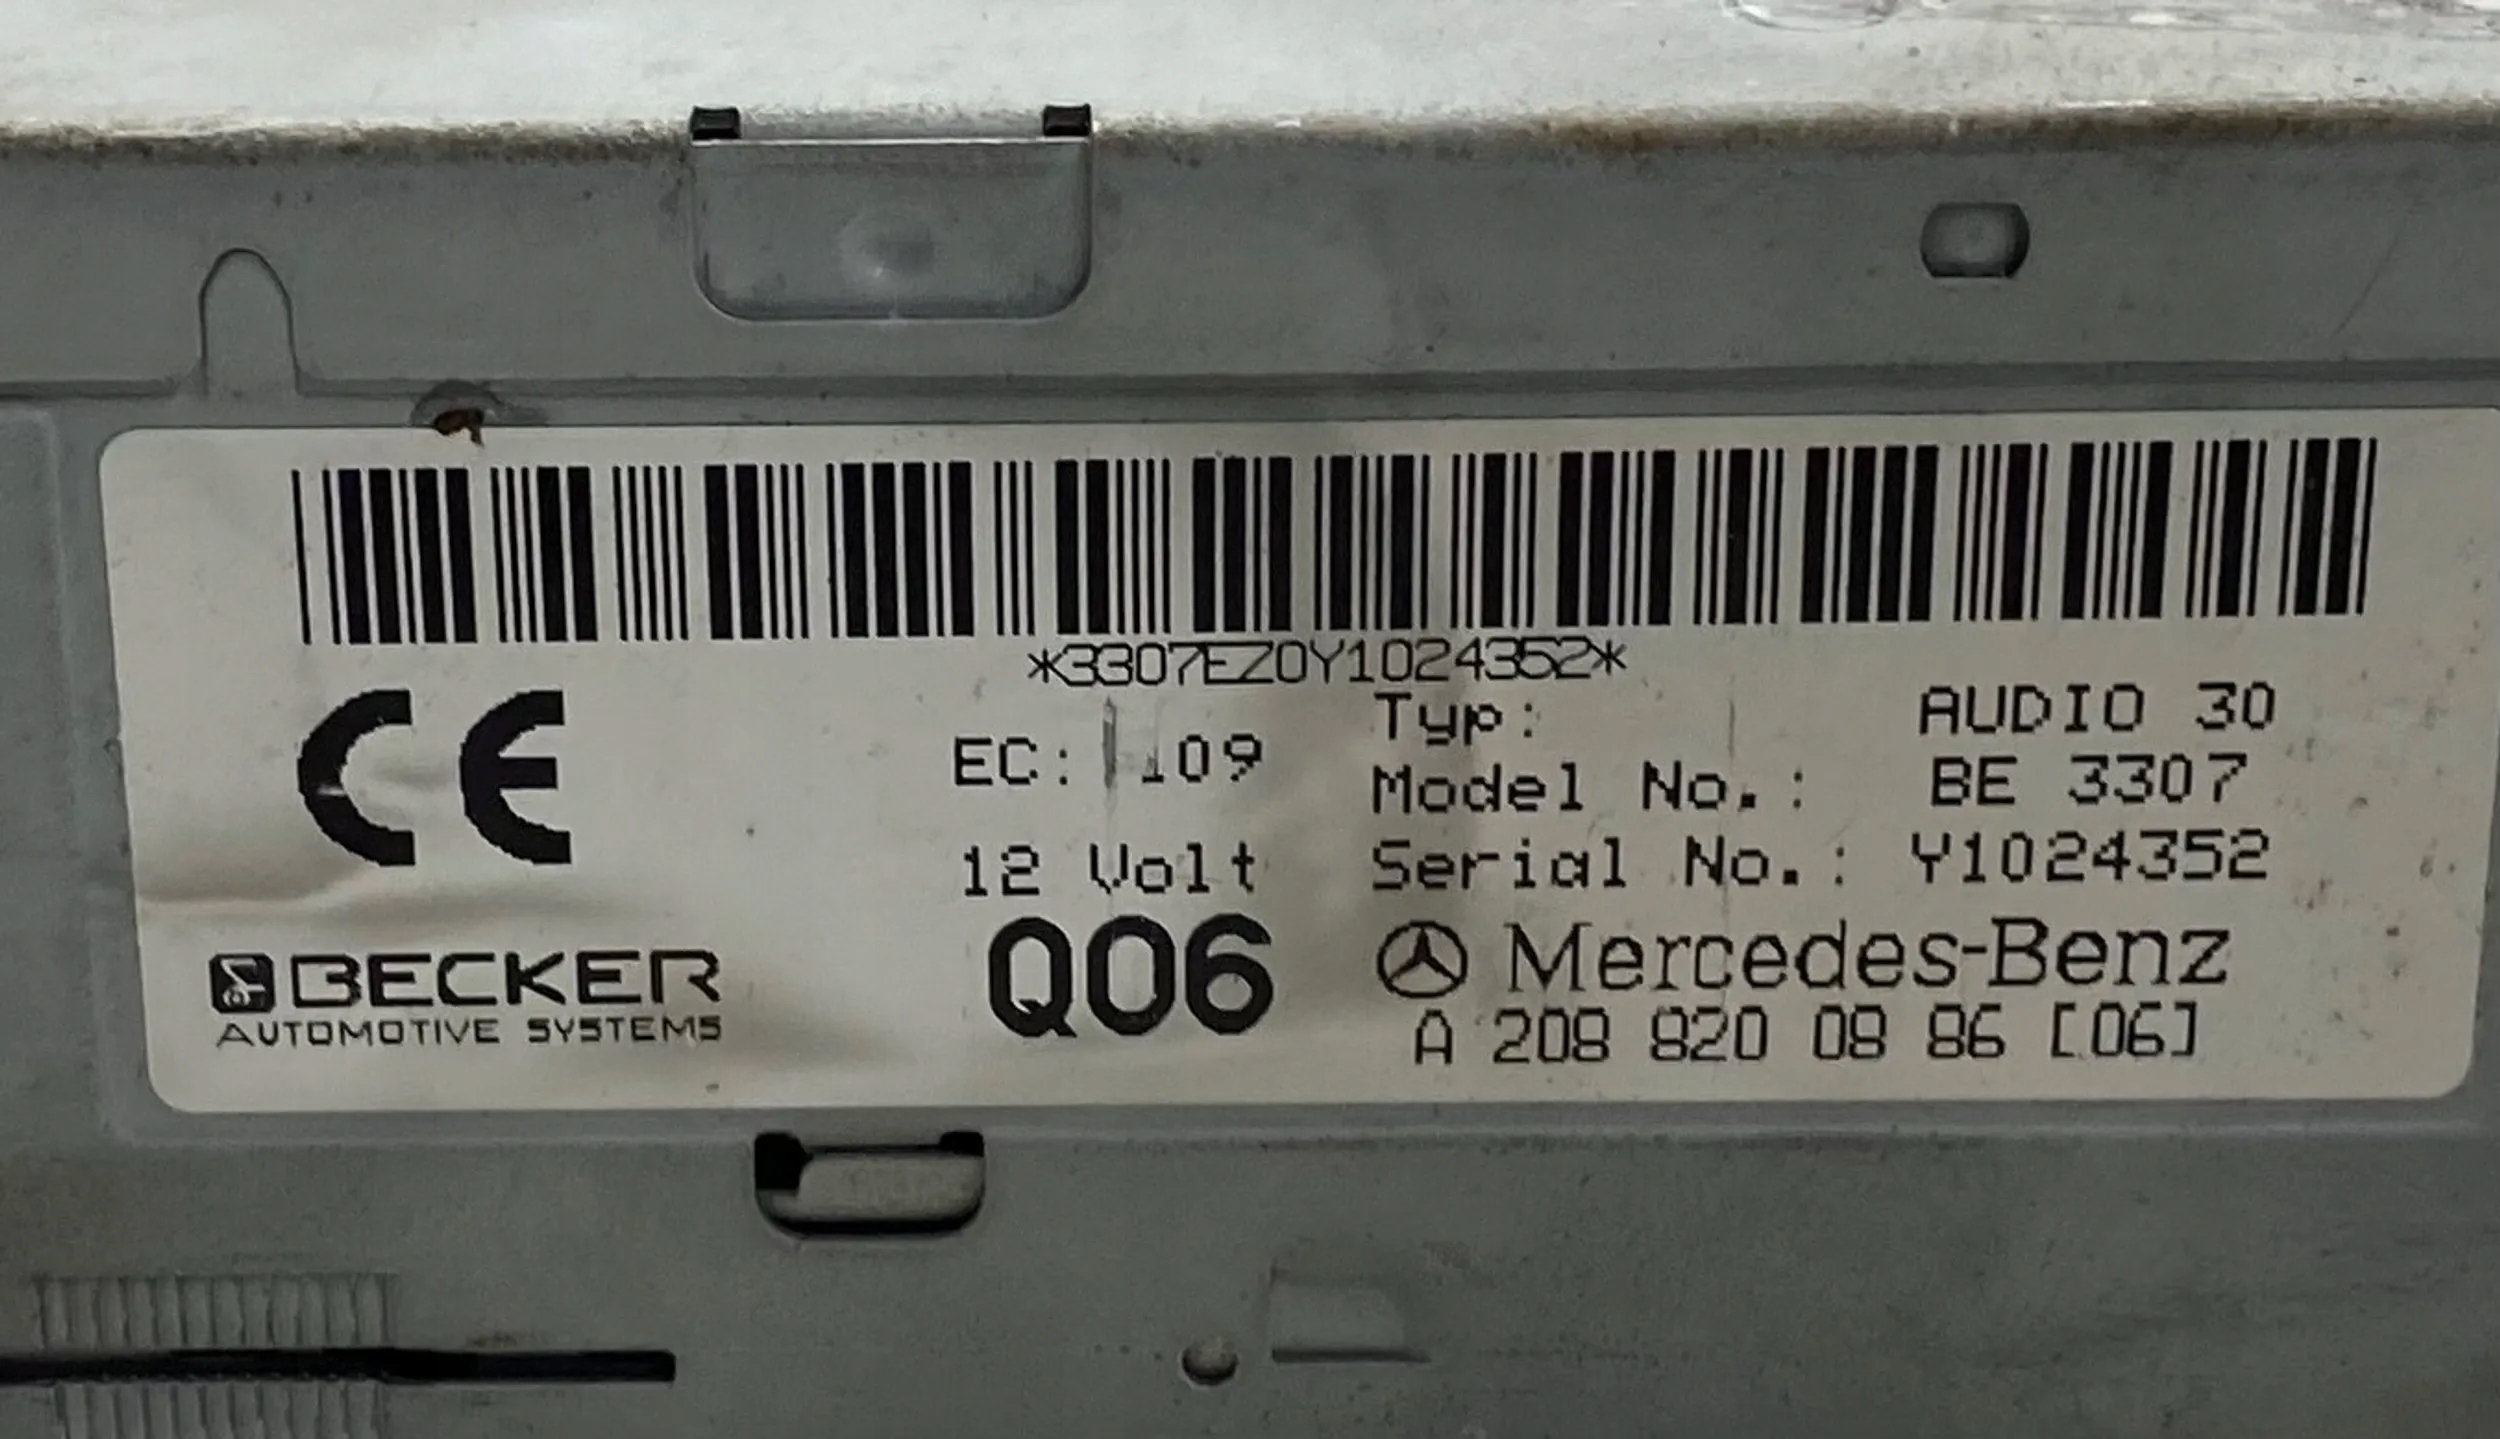 *3307EZ0Y1024352*
CE
EC: 109
12 Volt
Q06
Typ: AUDIO 30
Model No.: BE 3307
Serial No.: Y1024352
BECKER
AUTOMOTIVE SYSTEMS
Mercedes-Benz
A 208 820 08 86 [06]